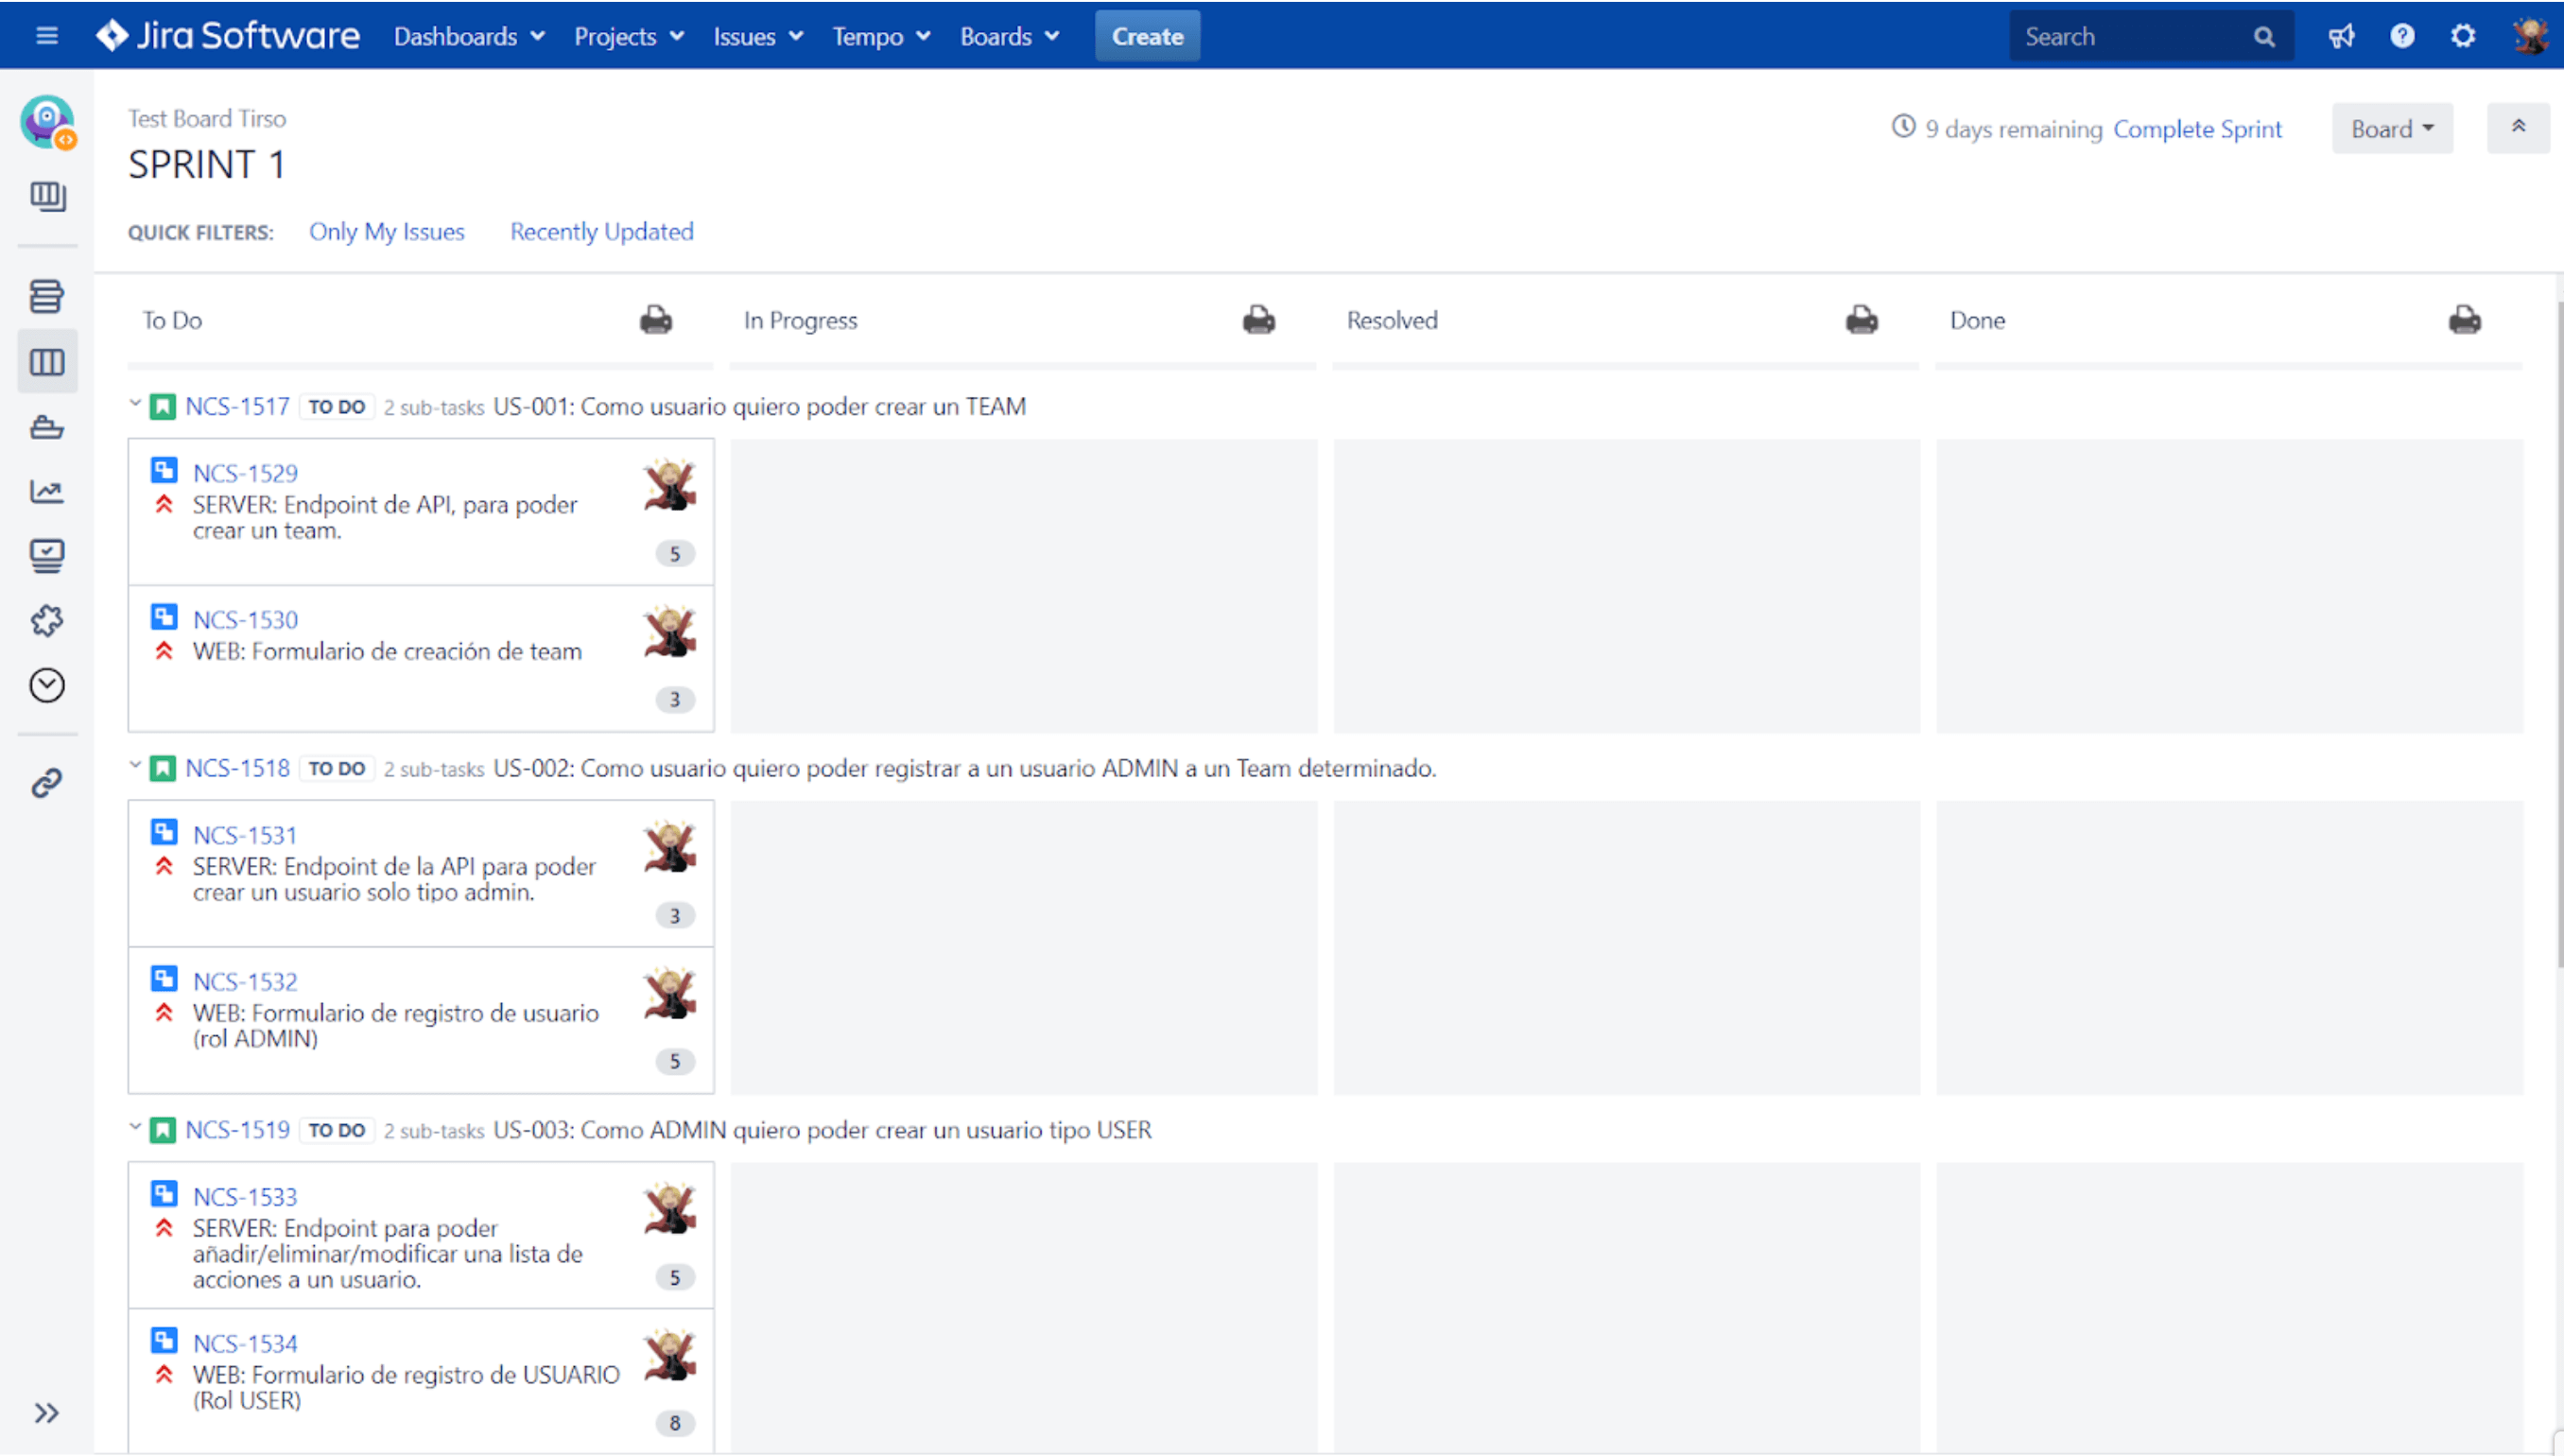 Jira Software Dashboards Projects Issues Tempo Boards Create Search
Test Board Tirso
SPRINT 1
9 days remaining Complete Sprint Board
QUICK FILTERS: Only My Issues Recently Updated
To Do In Progress Resolved Done
NCS-1517 TO DO 2 sub-tasks US-001: Como usuario quiero poder crear un TEAM
NCS-1529
SERVER: Endpoint de API, para poder
crear un team.
5
NCS-1530
WEB: Formulario de creación de team
3
NCS-1518 TO DO 2 sub-tasks US-002: Como usuario quiero poder registrar a un usuario ADMIN a un Team determinado.
NCS-1531
SERVER: Endpoint de la API para poder
crear un usuario solo tipo admin.
3
NCS-1532
WEB: Formulario de registro de usuario
(rol ADMIN)
5
NCS-1519 TO DO 2 sub-tasks US-003: Como ADMIN quiero poder crear un usuario tipo USER
NCS-1533
SERVER: Endpoint para poder
añadir/eliminar/modificar una lista de
acciones a un usuario.
5
NCS-1534
WEB: Formulario de registro de USUARIO
(Rol USER)
8